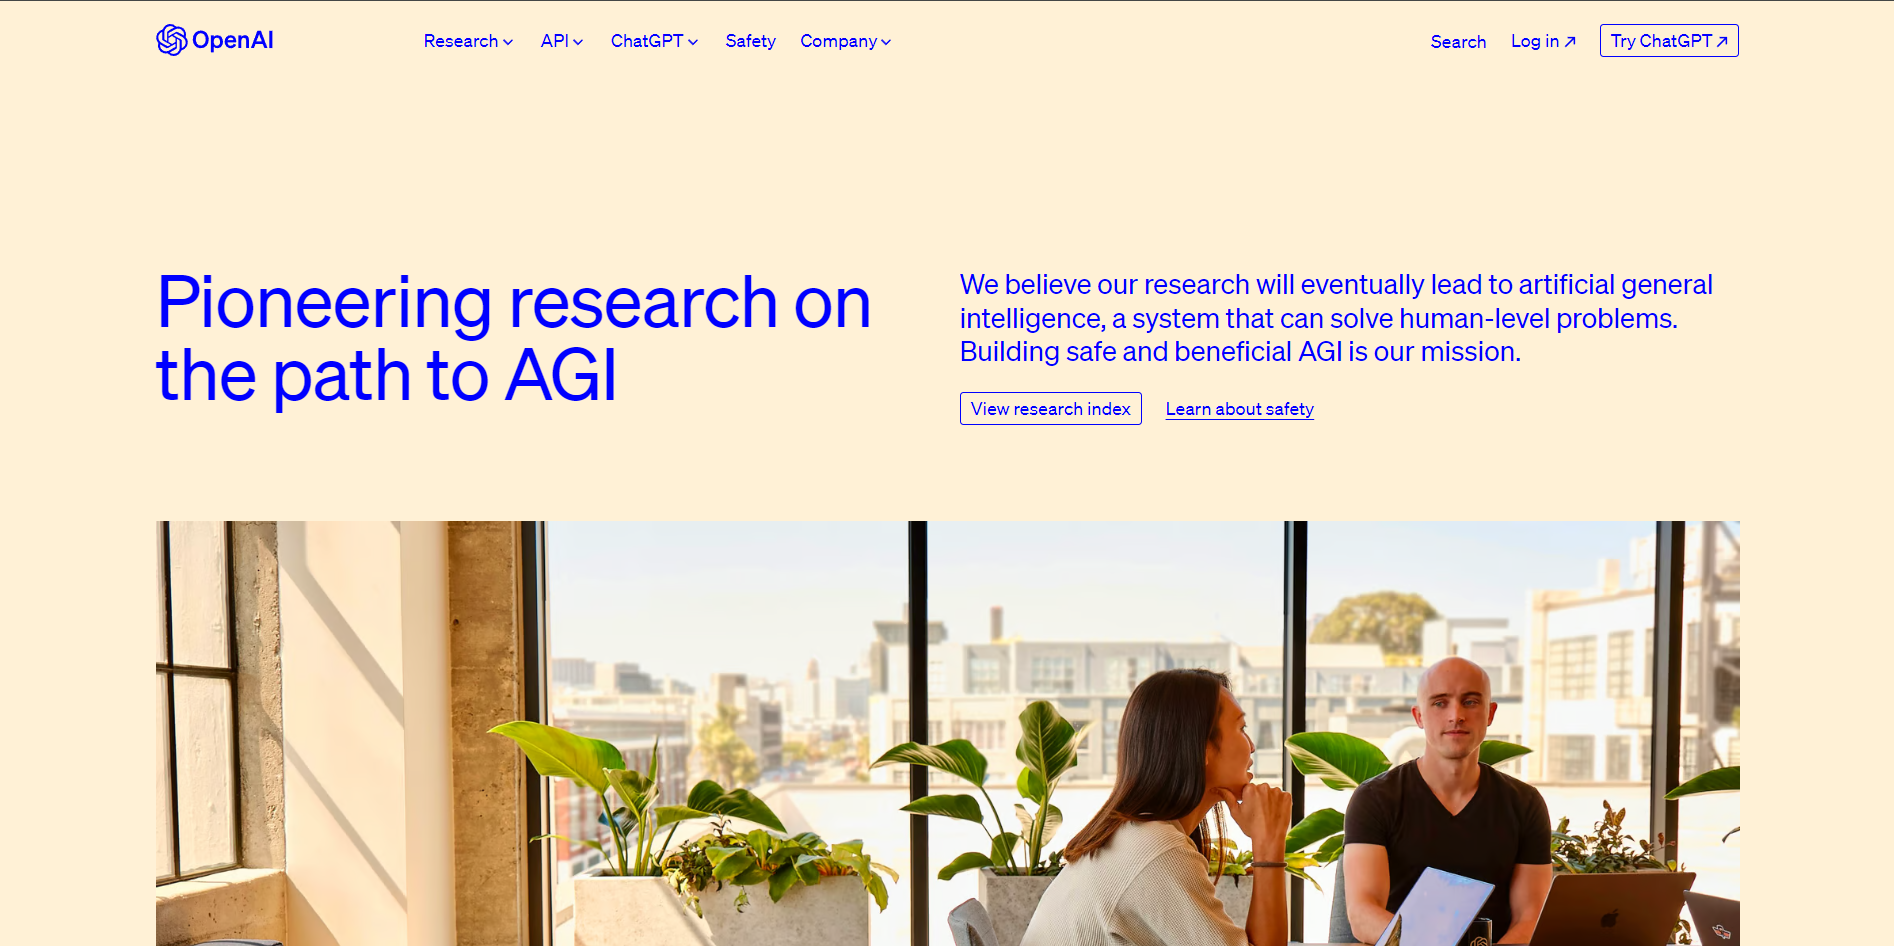 OpenAI
Research
API
ChatGPT
Safety
Company
Search
Log in
Try ChatGPT
Pioneering research on
the path to AGI
We believe our research will eventually lead to artificial general
intelligence, a system that can solve human-level problems.
Building safe and beneficial AGI is our mission.
View research index
Learn about safety